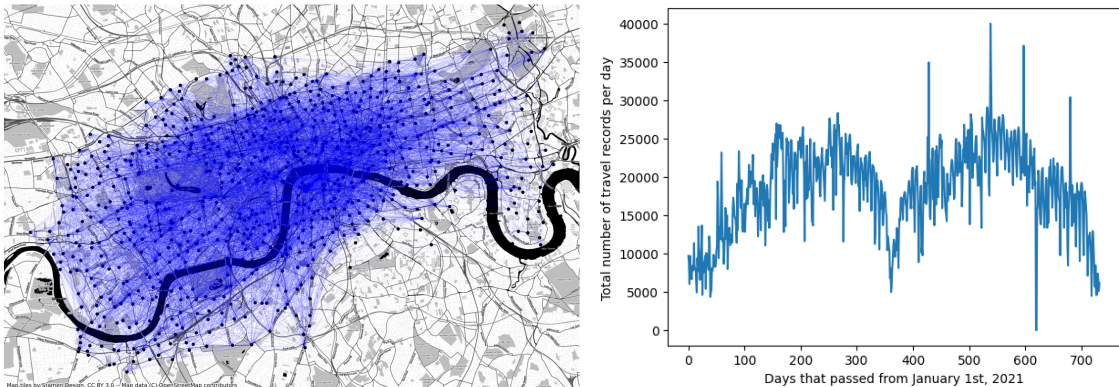 Map tiles by Stamen Design, CC BY 3.0 -- Map data (C) OpenStreetMap contributors
Total number of travel records per day
40000
35000
30000
25000
20000
15000
10000
5000
0
0 100 200 300 400 500 600 700
Days that passed from January 1st, 2021